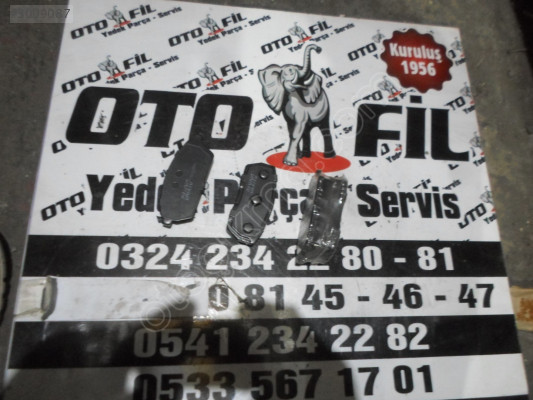 OTO FİL
Yedek Parça - Servis
Kuruluş
1956
OTO FİL
Yedek Parça - Servis
0324 234 22 80 - 81
0 81 45 - 46 - 47
0541 234 22 82
0533 567 17 01